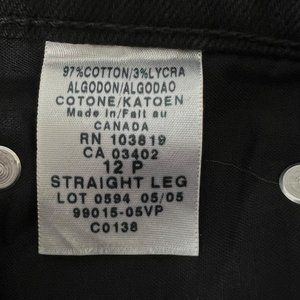 97%COTTON/3%LYCRA
ALGODON/ALGODAO
COTONE/KATOEN
Made in/Fait au
CANADA
RN 103819
CA 03402
12 P
STRAIGHT LEG
LOT 0594 05/05
99015-05VP
C0138